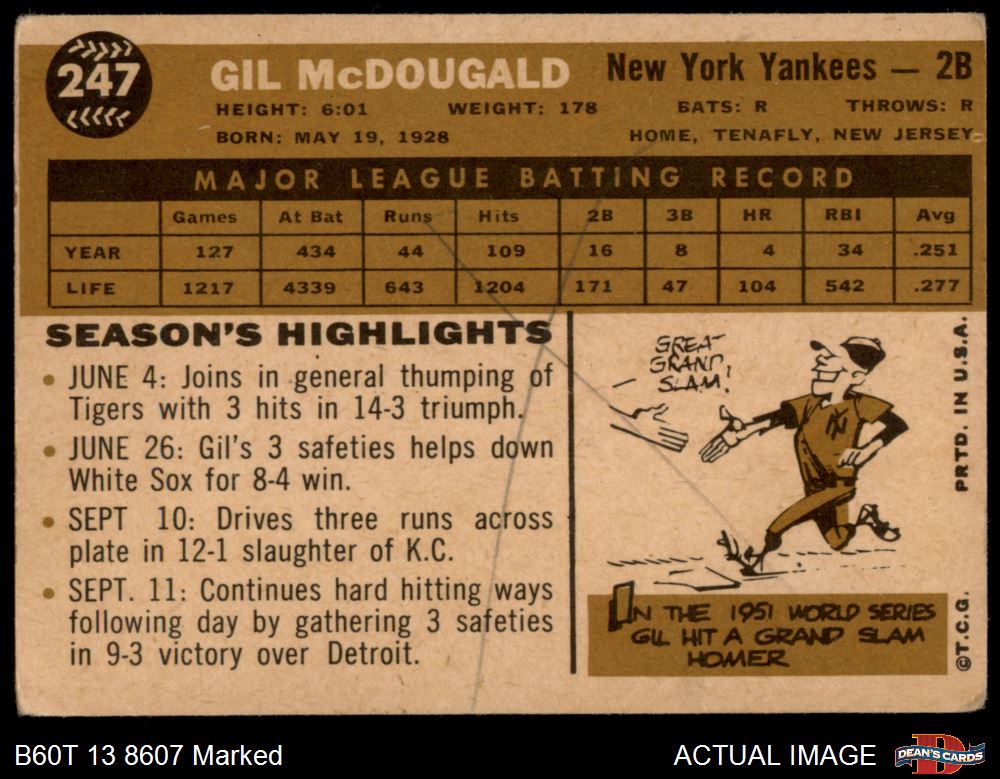 247
GIL McDOUGALD
New York Yankees — 2B
HEIGHT: 6:01 WEIGHT: 178 BATS: R THROWS: R
BORN: MAY 19, 1928 HOME, TENAFLY, NEW JERSEY
MAJOR LEAGUE BATTING RECORD
Games At Bat Runs Hits 2B 3B HR RBI Avg
YEAR 127 434 44 109 16 8 4 34 .251
LIFE 1217 4339 643 1204 171 47 104 542 .277
SEASON'S HIGHLIGHTS
• JUNE 4: Joins in general thumping of
Tigers with 3 hits in 14-3 triumph.
• JUNE 26: Gil's 3 safeties helps down
White Sox for 8-4 win.
• SEPT 10: Drives three runs across
plate in 12-1 slaughter of K.C.
• SEPT. 11: Continues hard hitting ways
following day by gathering 3 safeties
in 9-3 victory over Detroit.
GREAT
GRAND
SLAM!
NY
IN THE 1951 WORLD SERIES
GIL HIT A GRAND SLAM
HOMER
PRTD. IN U.S.A.
©T.C.G.
B60T 13 8607 Marked
ACTUAL IMAGE
D
DEAN'S CARDS